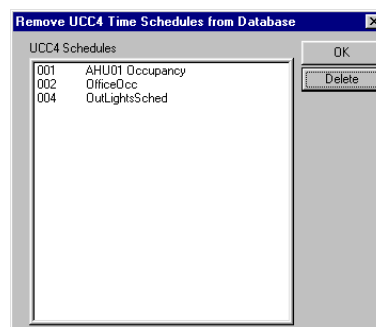 Remove UCC4 Time Schedules from Database
UCC4 Schedules
OK
Delete
001 AHU01 Occupancy
002 OfficeOcc
004 OutLightsSched